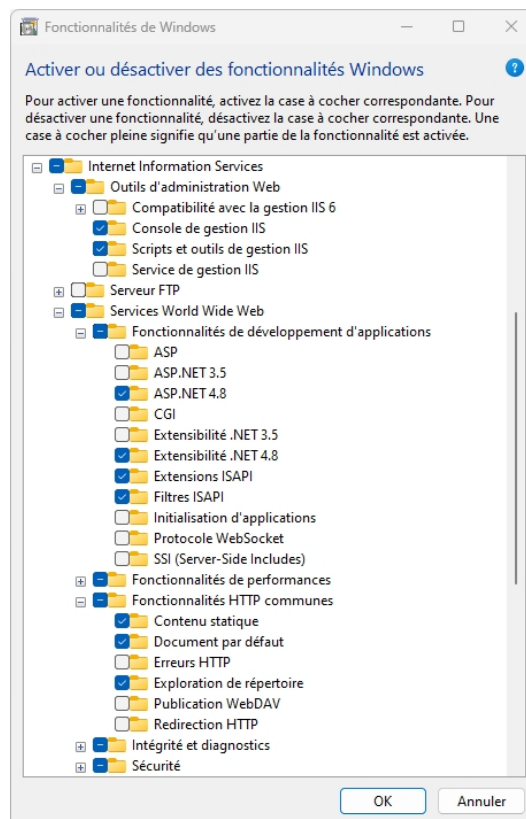 Fonctionnalités de Windows
Activer ou désactiver des fonctionnalités Windows
?
Pour activer une fonctionnalité, activez la case à cocher correspondante. Pour
désactiver une fonctionnalité, désactivez la case à cocher correspondante. Une
case à cocher pleine signifie qu'une partie de la fonctionnalité est activée.
Internet Information Services
Outils d'administration Web
Compatibilité avec la gestion IIS 6
Console de gestion IIS
Scripts et outils de gestion IIS
Service de gestion IIS
Serveur FTP
Services World Wide Web
Fonctionnalités de développement d'applications
ASP
ASP.NET 3.5
ASP.NET 4.8
CGI
Extensibilité .NET 3.5
Extensibilité .NET 4.8
Extensions ISAPI
Filtres ISAPI
Initialisation d'applications
Protocole WebSocket
SSI (Server-Side Includes)
Fonctionnalités de performances
Fonctionnalités HTTP communes
Contenu statique
Document par défaut
Erreurs HTTP
Exploration de répertoire
Publication WebDAV
Redirection HTTP
Intégrité et diagnostics
Sécurité
OK
Annuler